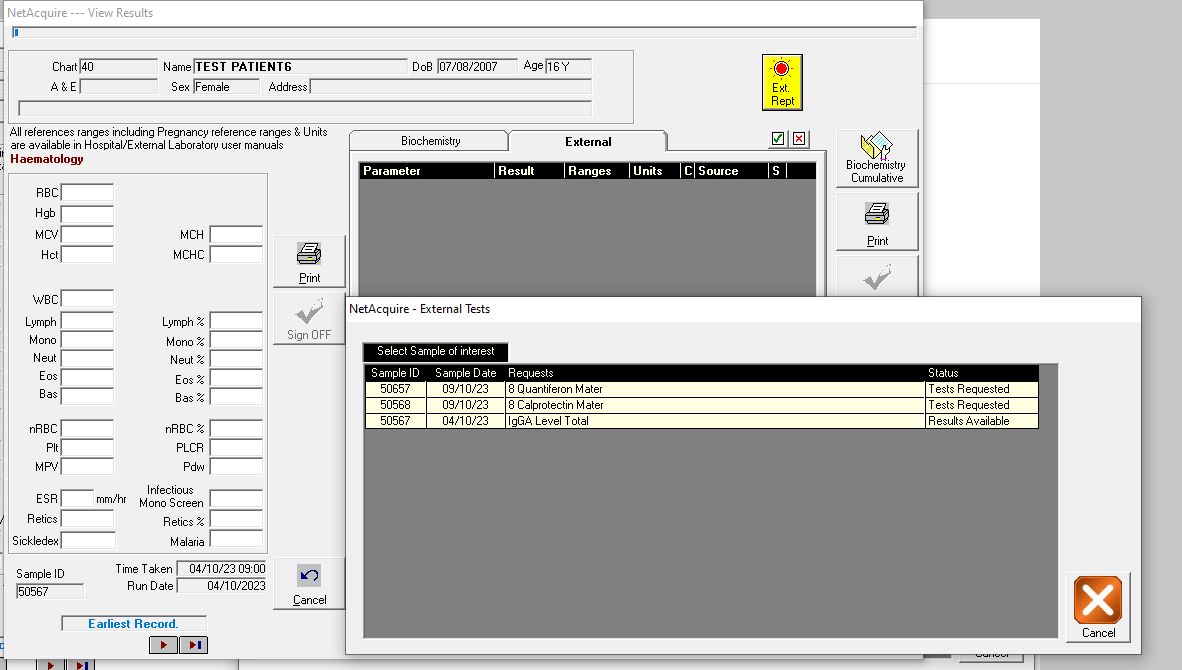 NetAcquire --- View Results
Chart 40 Name TEST PATIENT6 DoB 07/08/2007 Age 16 Y
A & E Sex Female Address
Ext. Rept
All references ranges including Pregnancy reference ranges & Units
are available in Hospital/External Laboratory user manuals
Haematology
Biochemistry External
Parameter Result Ranges Units C Source S
Biochemistry
Cumulative
Print
RBC
Hgb
MCV MCH
Hct MCHC
Print
WBC
Sign OFF
Lymph Lymph %
Mono Mono %
Neut Neut %
Eos Eos %
Bas Bas %
nRBC nRBC %
Plt PLCR
MPV Pdw
ESR mm/hr Infectious
Mono Screen
Retics Retics %
Sickledex Malaria
Sample ID Time Taken 04/10/23 09:00
50567 Run Date 04/10/2023
Cancel
Earliest Record.
NetAcquire - External Tests
Select Sample of interest
Sample ID Sample Date Requests Status
50657 09/10/23 8 Quantiferon Mater Tests Requested
50568 09/10/23 8 Calprotectin Mater Tests Requested
50567 04/10/23 IgGA Level Total Results Available
Cancel